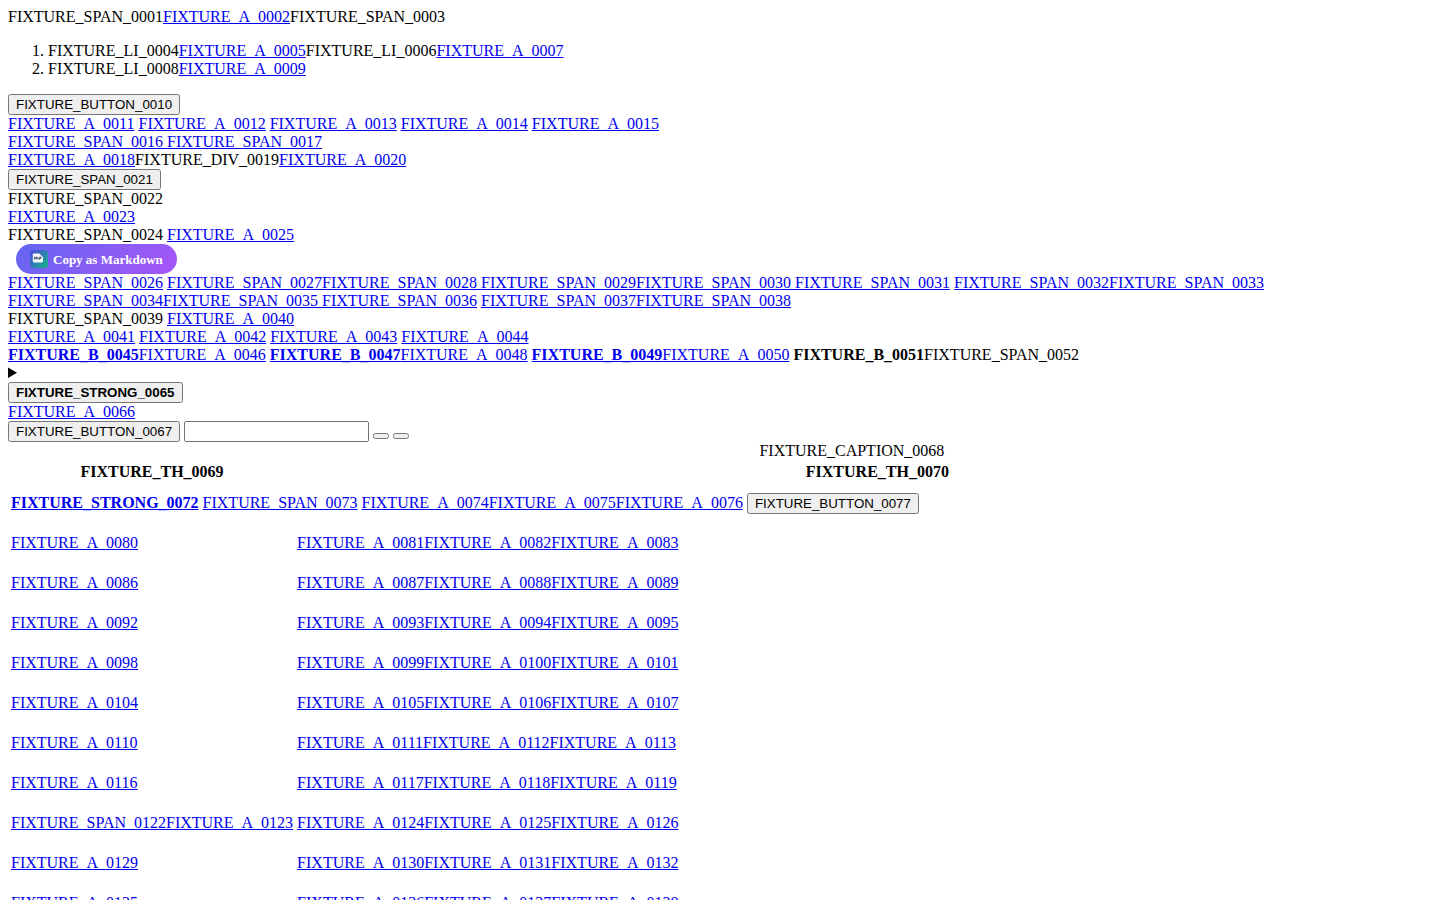 FIXTURE_SPAN_0001FIXTURE_A_0002FIXTURE_SPAN_0003
1. FIXTURE_LI_0004FIXTURE_A_0005FIXTURE_LI_0006FIXTURE_A_0007
2. FIXTURE_LI_0008FIXTURE_A_0009
FIXTURE_BUTTON_0010
FIXTURE_A_0011 FIXTURE_A_0012 FIXTURE_A_0013 FIXTURE_A_0014 FIXTURE_A_0015
FIXTURE_SPAN_0016 FIXTURE_SPAN_0017
FIXTURE_A_0018FIXTURE_DIV_0019FIXTURE_A_0020
FIXTURE_SPAN_0021
FIXTURE_SPAN_0022
FIXTURE_A_0023
FIXTURE_SPAN_0024 FIXTURE_A_0025
Copy as Markdown
FIXTURE_SPAN_0026 FIXTURE_SPAN_0027FIXTURE_SPAN_0028 FIXTURE_SPAN_0029FIXTURE_SPAN_0030 FIXTURE_SPAN_0031 FIXTURE_SPAN_0032FIXTURE_SPAN_0033
FIXTURE_SPAN_0034FIXTURE_SPAN_0035 FIXTURE_SPAN_0036 FIXTURE_SPAN_0037FIXTURE_SPAN_0038
FIXTURE_SPAN_0039 FIXTURE_A_0040
FIXTURE_A_0041 FIXTURE_A_0042 FIXTURE_A_0043 FIXTURE_A_0044
FIXTURE_B_0045FIXTURE_A_0046 FIXTURE_B_0047FIXTURE_A_0048 FIXTURE_B_0049FIXTURE_A_0050 FIXTURE_B_0051FIXTURE_SPAN_0052
FIXTURE_STRONG_0065
FIXTURE_A_0066
FIXTURE_BUTTON_0067
FIXTURE_CAPTION_0068
FIXTURE_TH_0069 FIXTURE_TH_0070
FIXTURE_STRONG_0072 FIXTURE_SPAN_0073 FIXTURE_A_0074FIXTURE_A_0075FIXTURE_A_0076 FIXTURE_BUTTON_0077
FIXTURE_A_0080 FIXTURE_A_0081FIXTURE_A_0082FIXTURE_A_0083
FIXTURE_A_0086 FIXTURE_A_0087FIXTURE_A_0088FIXTURE_A_0089
FIXTURE_A_0092 FIXTURE_A_0093FIXTURE_A_0094FIXTURE_A_0095
FIXTURE_A_0098 FIXTURE_A_0099FIXTURE_A_0100FIXTURE_A_0101
FIXTURE_A_0104 FIXTURE_A_0105FIXTURE_A_0106FIXTURE_A_0107
FIXTURE_A_0110 FIXTURE_A_0111FIXTURE_A_0112FIXTURE_A_0113
FIXTURE_A_0116 FIXTURE_A_0117FIXTURE_A_0118FIXTURE_A_0119
FIXTURE_SPAN_0122FIXTURE_A_0123 FIXTURE_A_0124FIXTURE_A_0125FIXTURE_A_0126
FIXTURE_A_0129 FIXTURE_A_0130FIXTURE_A_0131FIXTURE_A_0132